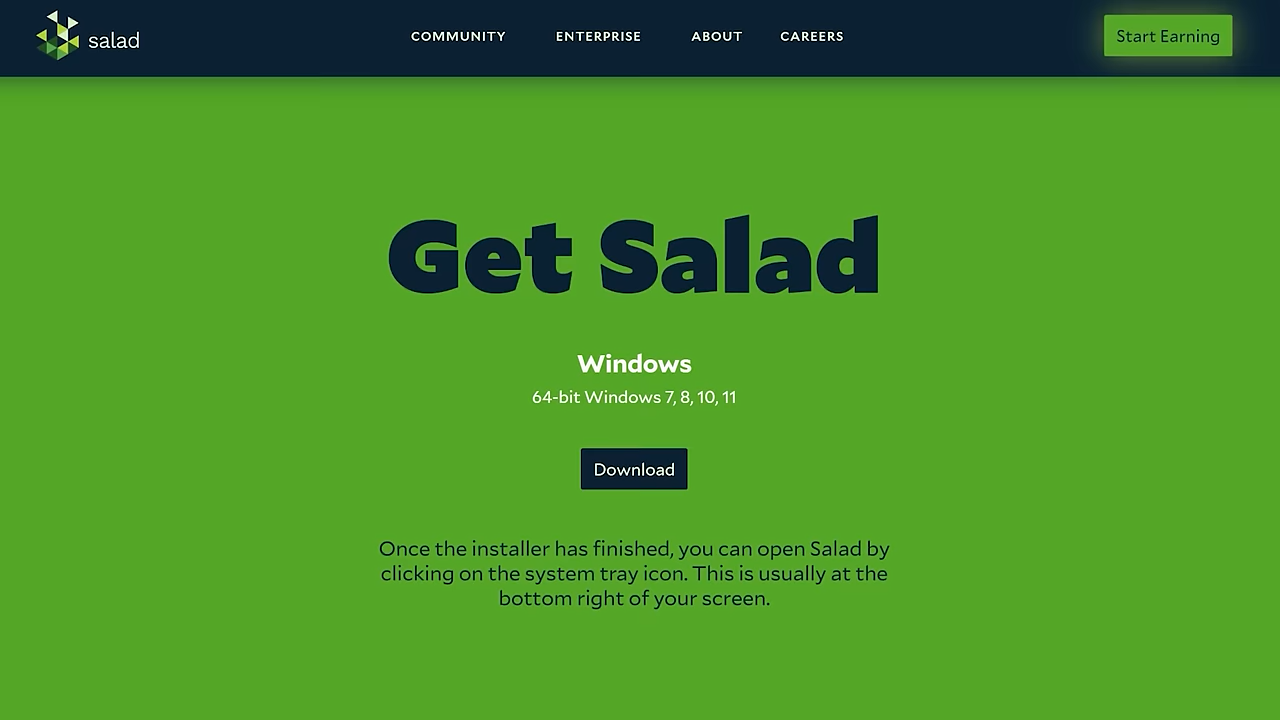 salad
COMMUNITY
ENTERPRISE
ABOUT
CAREERS
Start Earning
Get Salad
Windows
64-bit Windows 7, 8, 10, 11
Download
Once the installer has finished, you can open Salad by
clicking on the system tray icon. This is usually at the
bottom right of your screen.